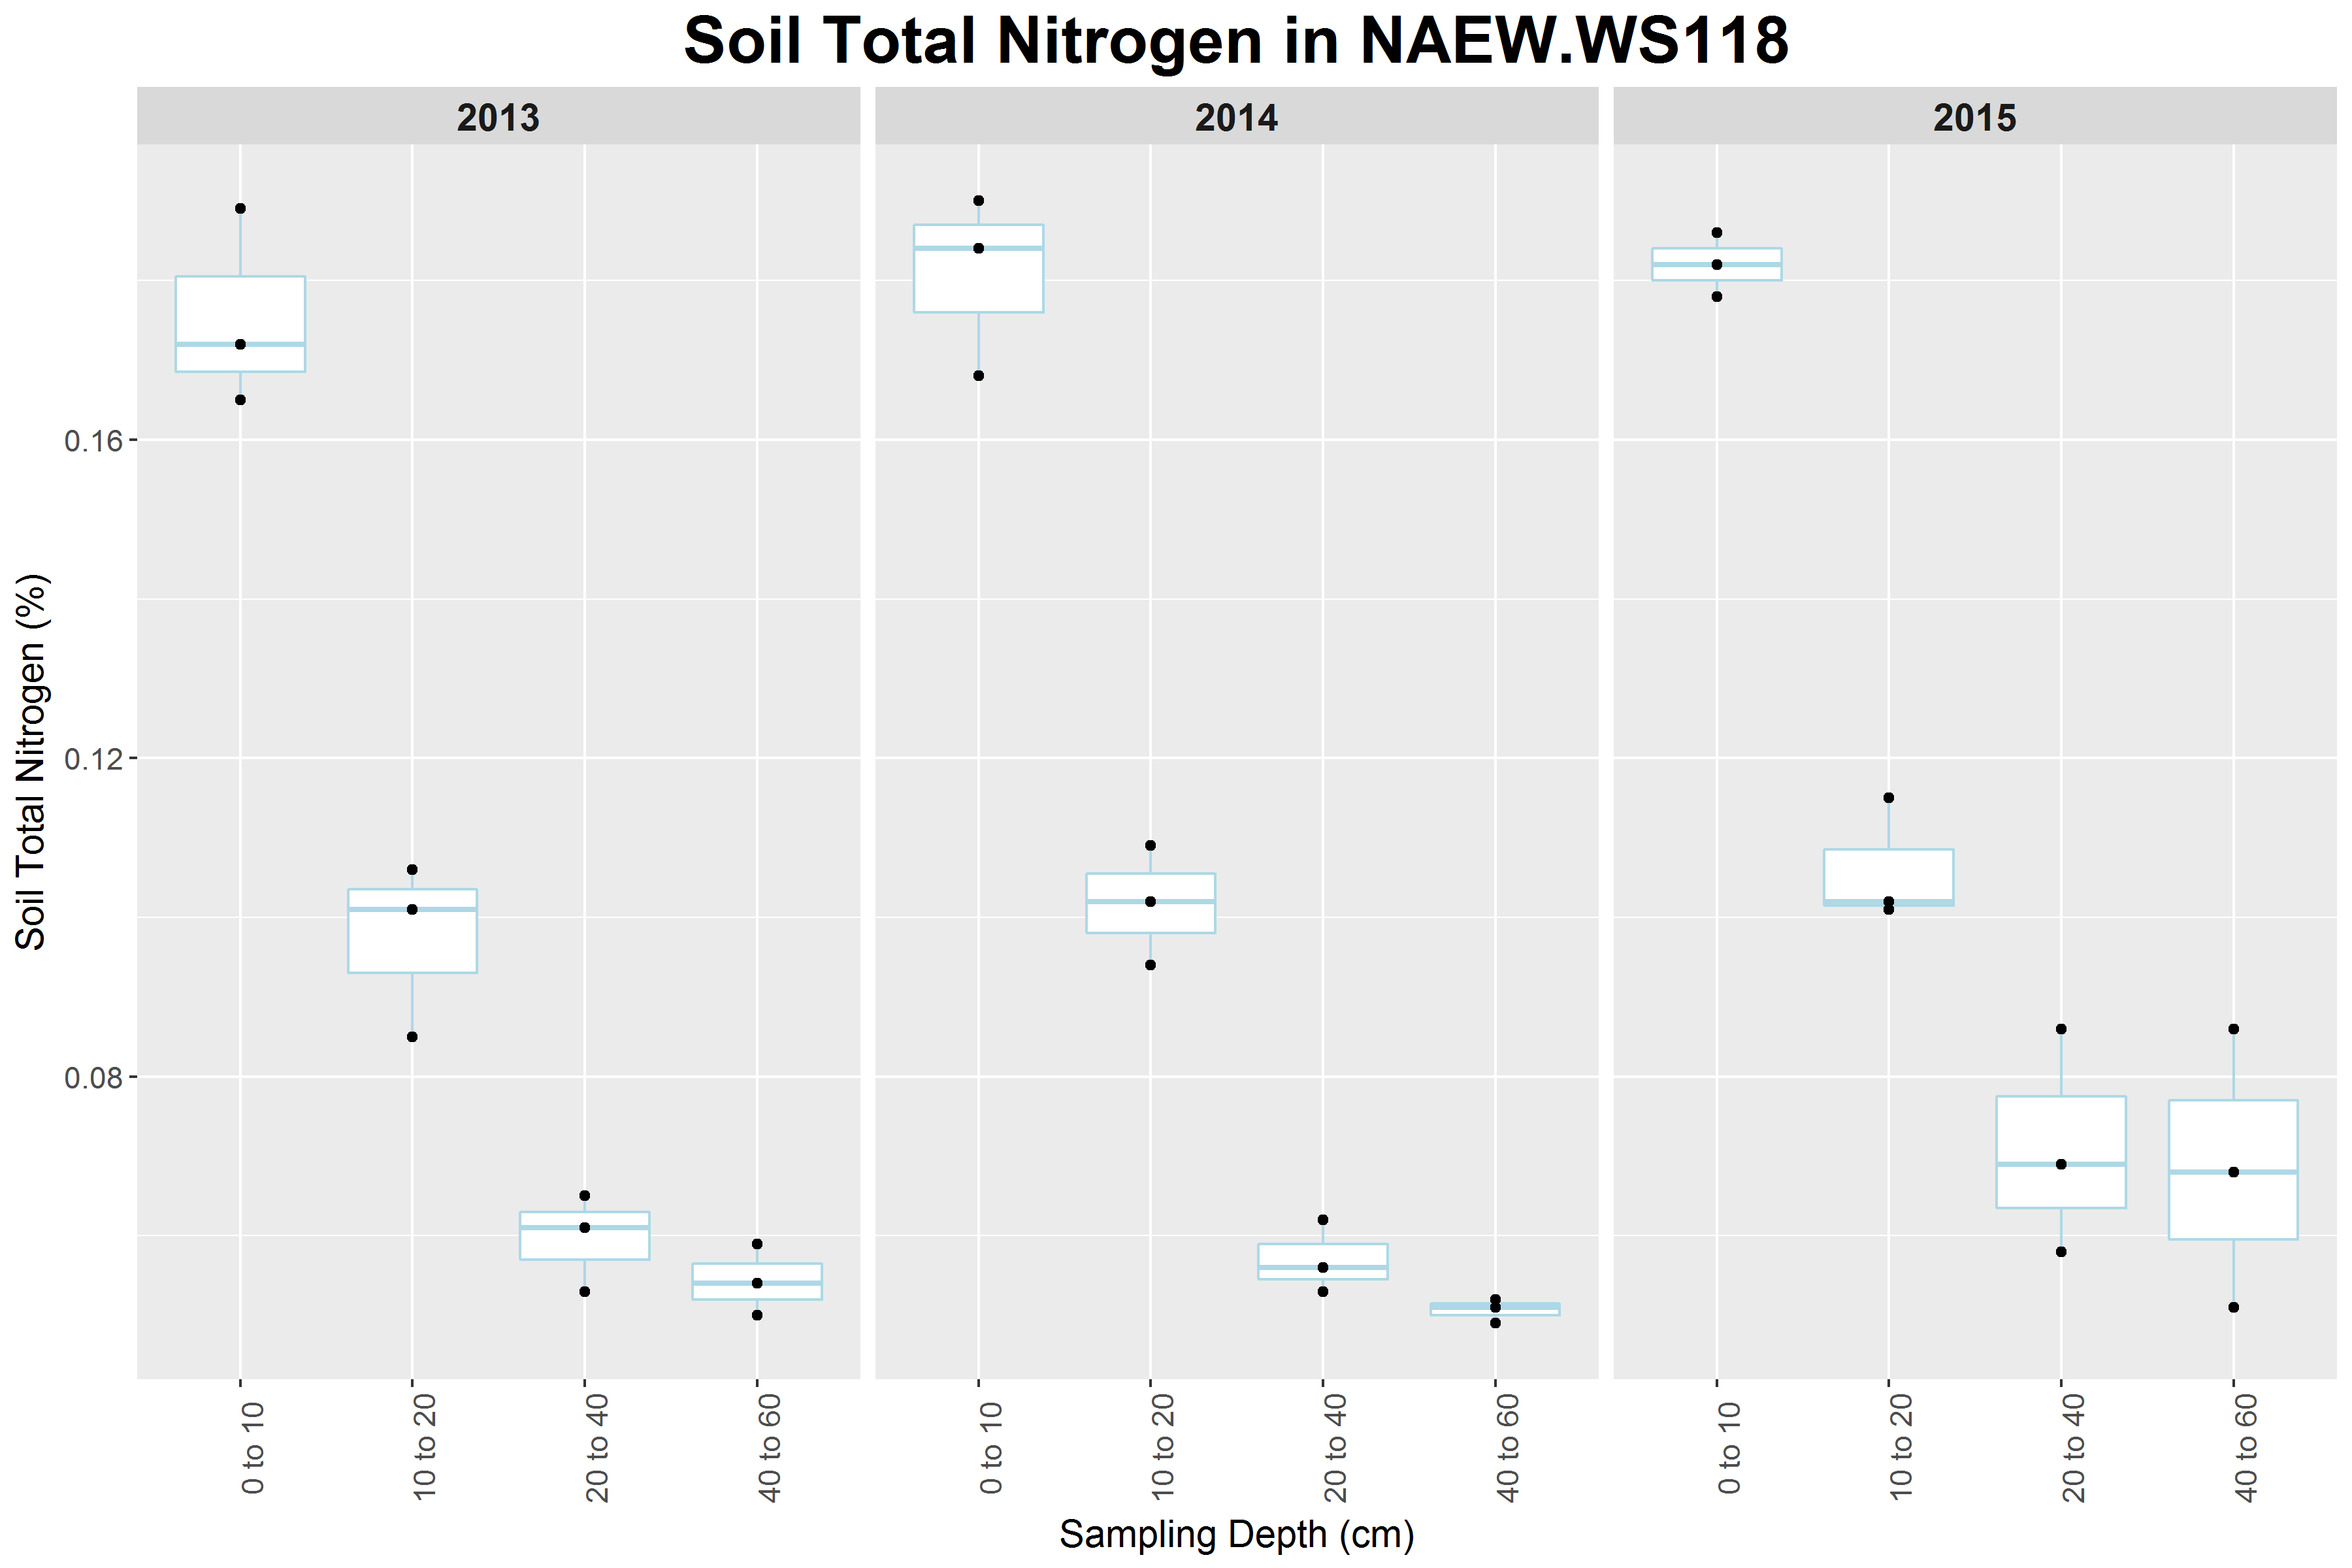 Soil Total Nitrogen in NAEW.WS118
2013 2014 2015
Soil Total Nitrogen (%)
0.16
0.12
0.08
0 to 10 10 to 20 20 to 40 40 to 60 0 to 10 10 to 20 20 to 40 40 to 60 0 to 10 10 to 20 20 to 40 40 to 60
Sampling Depth (cm)